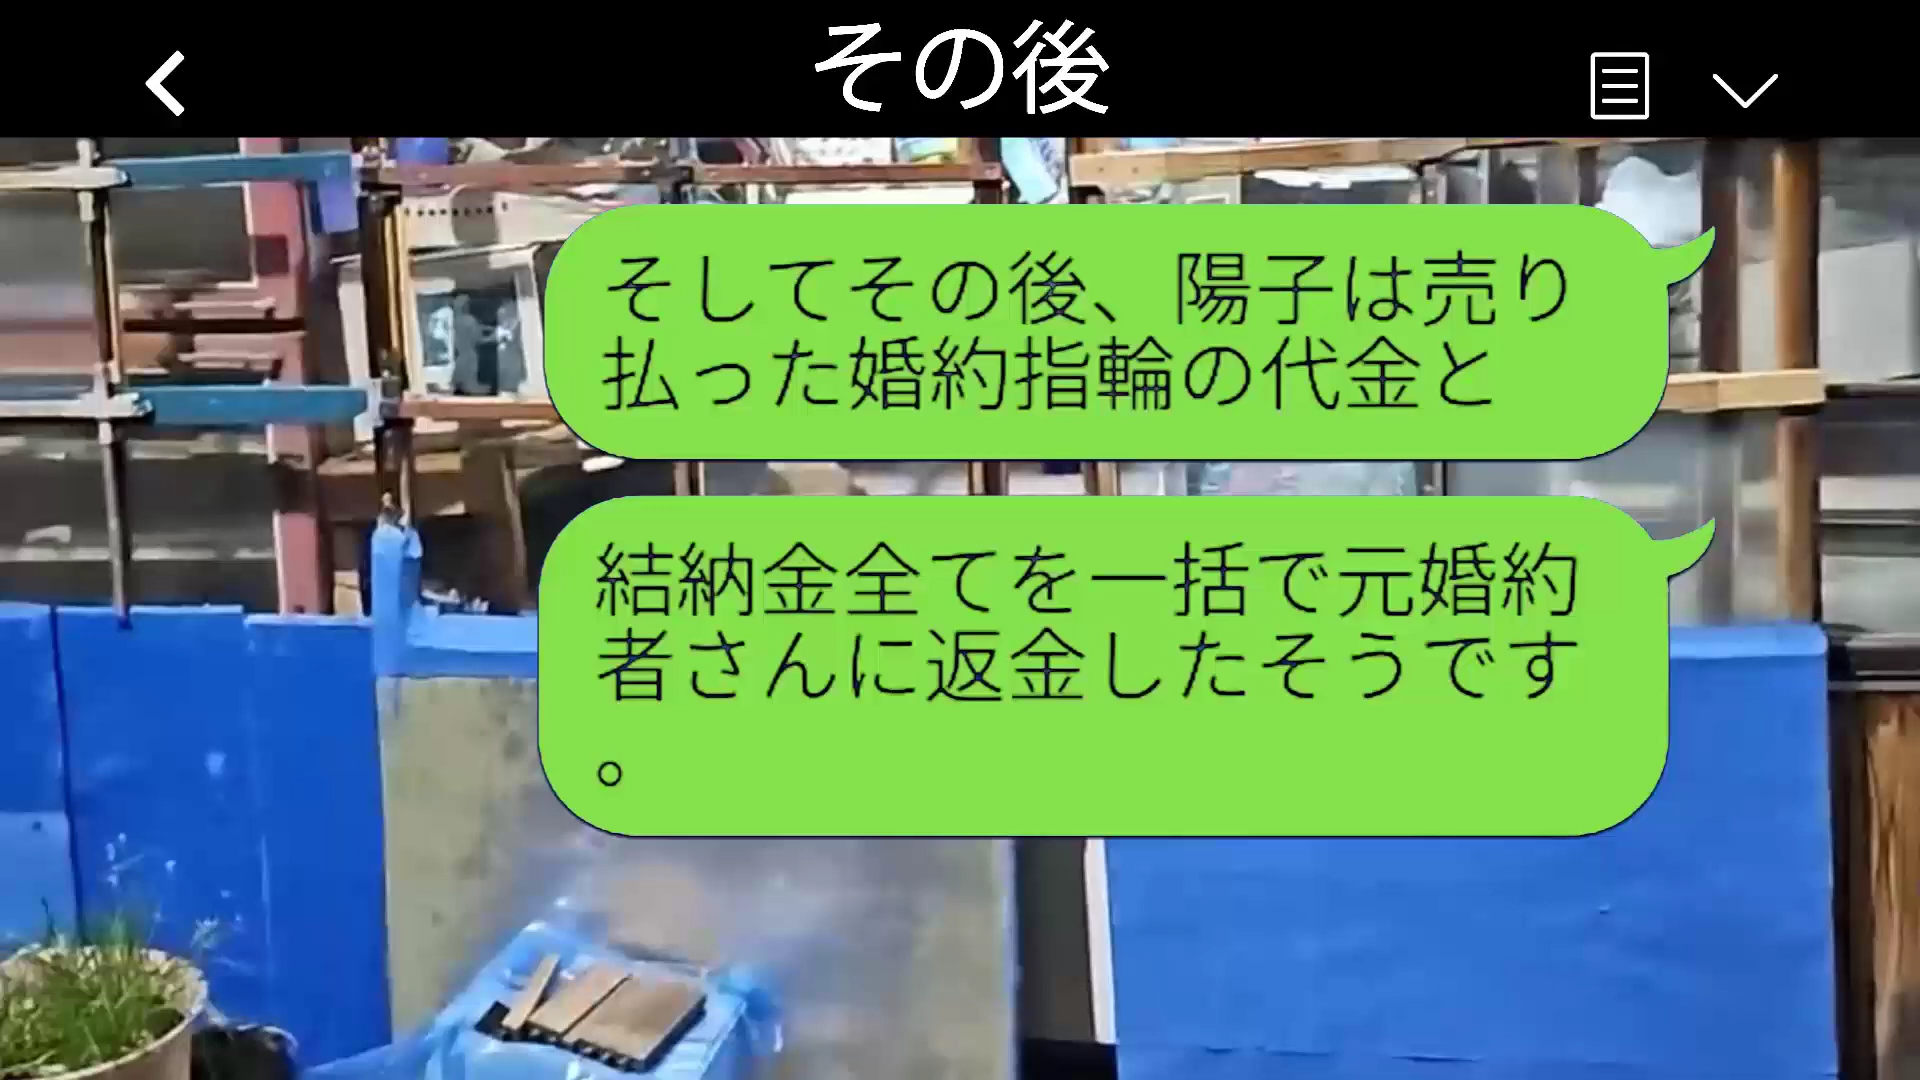 その後
そしてその後、陽子は売り
払った婚約指輪の代金と
結納金全てを一括で元婚約
者さんに返金したそうです
。